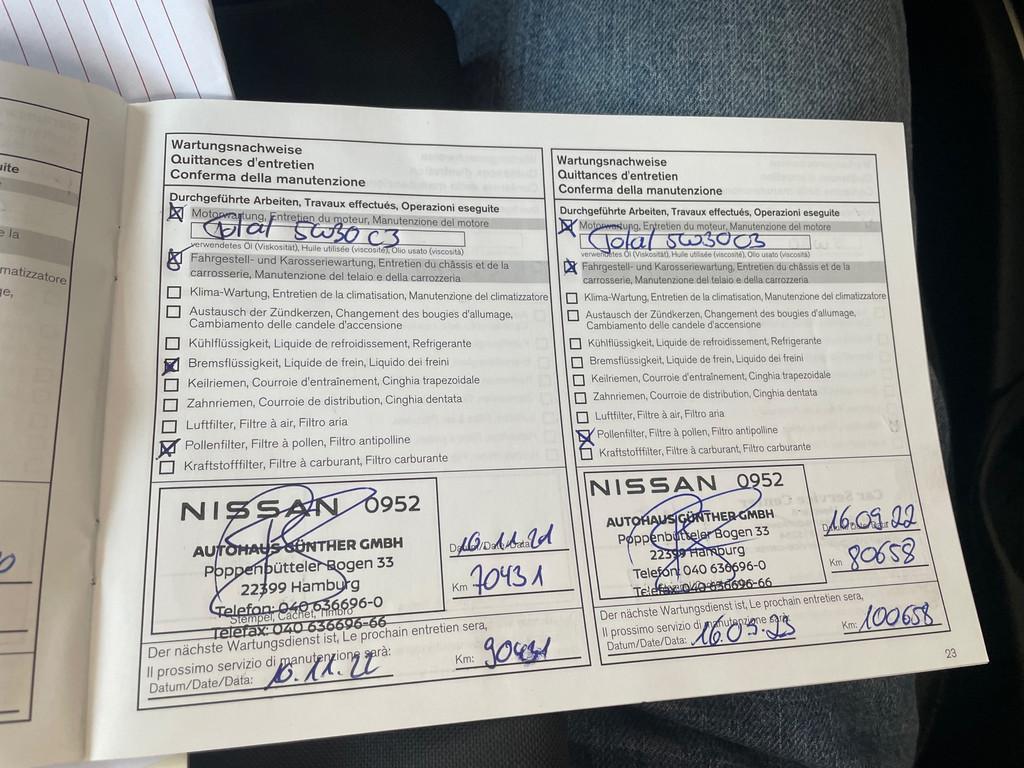 ite
e la
matizzatore
ge,
Wartungsnachweise
Quittances d'entretien
Conferma della manutenzione
Durchgeführte Arbeiten, Travaux effectués, Operazioni eseguite
Motorwartung, Entretien du moteur, Manutenzione del motore
Total 5W30 C3
verwendetes Öl (Viskosität), Huile utilisée (viscosité), Olio usato (viscosità)
Fahrgestell- und Karosseriewartung, Entretien du châssis et de la
carrosserie, Manutenzione del telaio e della carrozzeria
Klima-Wartung, Entretien de la climatisation, Manutenzione del climatizzatore
Austausch der Zündkerzen, Changement des bougies d'allumage,
Cambiamento delle candele d'accensione
Kühlflüssigkeit, Liquide de refroidissement, Refrigerante
Bremsflüssigkeit, Liquide de frein, Liquido dei freini
Keilriemen, Courroie d'entraînement, Cinghia trapezoidale
Zahnriemen, Courroie de distribution, Cinghia dentata
Luftfilter, Filtre à air, Filtro aria
Pollenfilter, Filtre à pollen, Filtro antipolline
Kraftstofffilter, Filtre à carburant, Filtro carburante
NISSAN 0952
AUTOHAUS GÜNTHER GMBH
Poppenbütteler Bogen 33
22399 Hamburg
Telefon: 040 636696-0
Stempel, Cachet, Timbro
Telefax: 040 636696-66
10.11.21
Datum/Date/Data:
Km 70431
Der nächste Wartungsdienst ist, Le prochain entretien sera,
Il prossimo servizio di manutenzione sarà:
Datum/Date/Data: 10.11.22 Km: 90431
Wartungsnachweise
Quittances d'entretien
Conferma della manutenzione
Durchgeführte Arbeiten, Travaux effectués, Operazioni eseguite
Motorwartung, Entretien du moteur, Manutenzione del motore
Total 5W30 C3
verwendetes Öl (Viskosität), Huile utilisée (viscosité), Olio usato (viscosità)
Fahrgestell- und Karosseriewartung, Entretien du châssis et de la
carrosserie, Manutenzione del telaio e della carrozzeria
Klima-Wartung, Entretien de la climatisation, Manutenzione del climatizzatore
Austausch der Zündkerzen, Changement des bougies d'allumage,
Cambiamento delle candele d'accensione
Kühlflüssigkeit, Liquide de refroidissement, Refrigerante
Bremsflüssigkeit, Liquide de frein, Liquido dei freini
Keilriemen, Courroie d'entraînement, Cinghia trapezoidale
Zahnriemen, Courroie de distribution, Cinghia dentata
Luftfilter, Filtre à air, Filtro aria
Pollenfilter, Filtre à pollen, Filtro antipolline
Kraftstofffilter, Filtre à carburant, Filtro carburante
NISSAN 0952
AUTOHAUS GÜNTHER GMBH
Poppenbütteler Bogen 33
22399 Hamburg
Telefon: 040 636696-0
Telefax: 040 636696-66
16.09.22
Km 80658
Der nächste Wartungsdienst ist, Le prochain entretien sera,
Il prossimo servizio di manutenzione sarà:
Datum/Date/Data: 16.09.23 Km: 100658
23